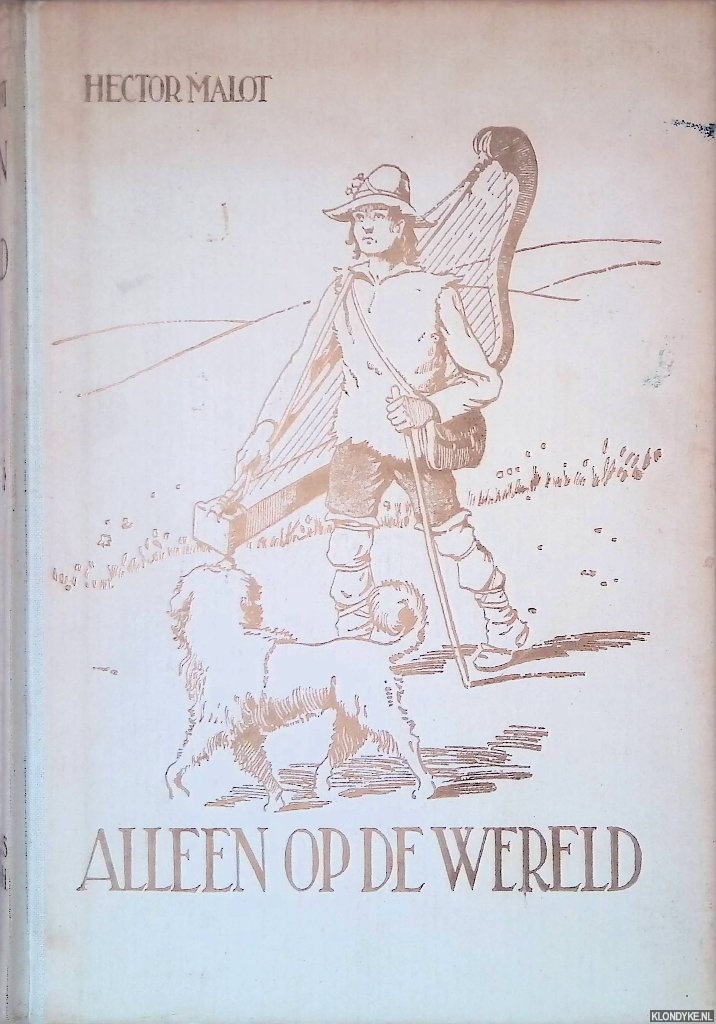 HECTOR MALOT
ALLEEN OP DE WERELD
KLONDYKE.NL